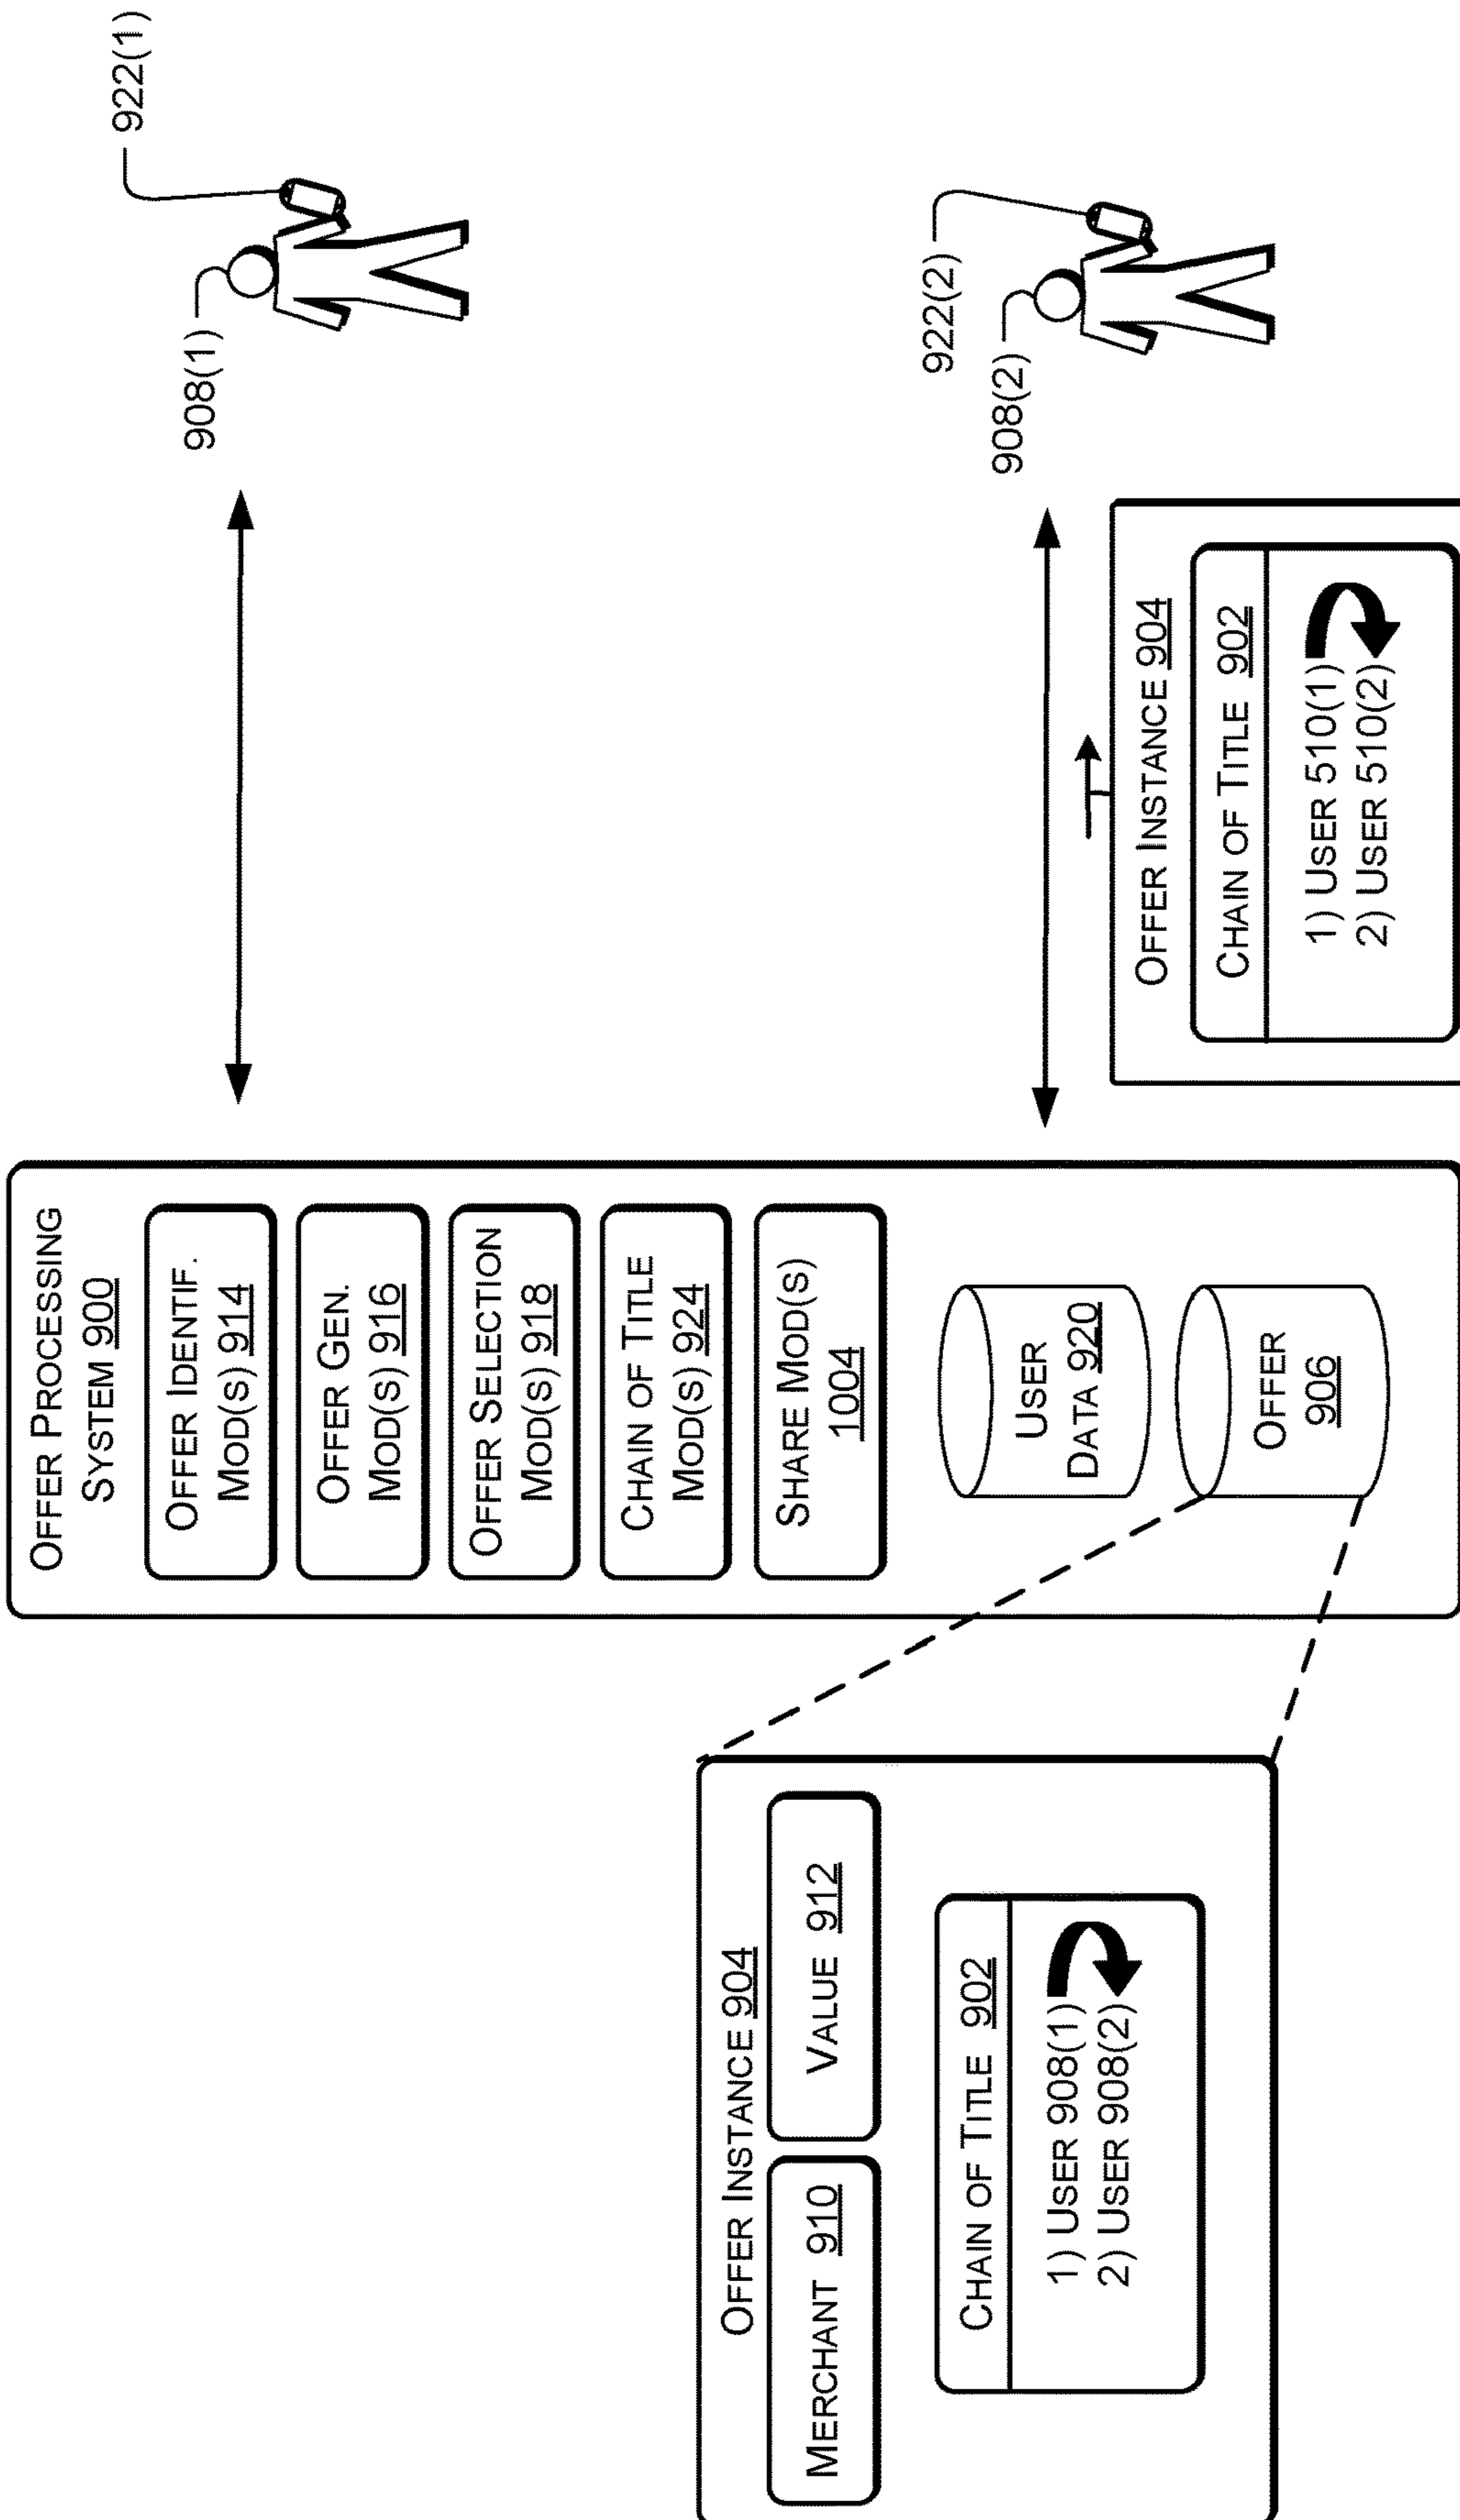 OFFER PROCESSING
SYSTEM 900
OFFER IDENTIF.
MOD(S) 914
OFFER GEN.
MOD(S) 916
OFFER SELECTION
MOD(S) 918
CHAIN OF TITLE
MOD(S) 924
SHARE MOD(S)
1004
USER
DATA 920
OFFER
906
908(1)
922(1)
922(2)
908(2)
OFFER INSTANCE 904
MERCHANT 910
VALUE 912
CHAIN OF TITLE 902
1) USER 908(1)
2) USER 908(2)
OFFER INSTANCE 904
CHAIN OF TITLE 902
1) USER 510(1)
2) USER 510(2)